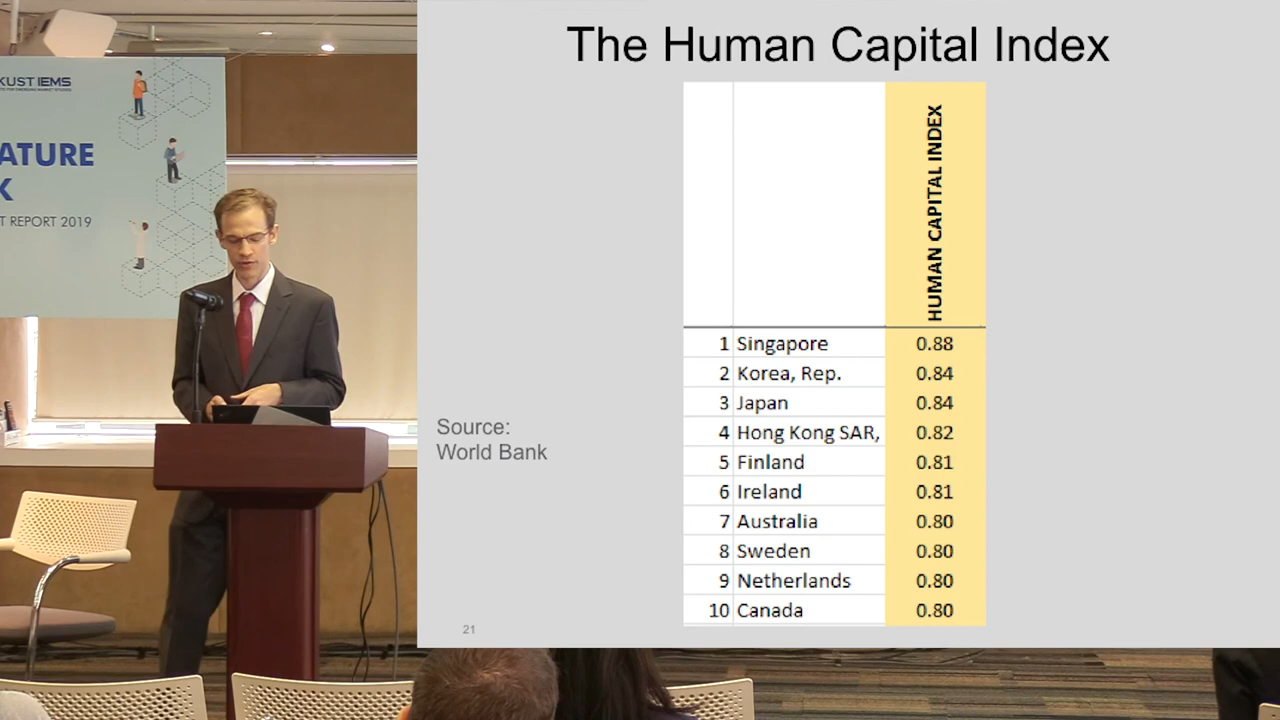 KUST IEMS
ATURE
K
T REPORT 2019
The Human Capital Index
HUMAN CAPITAL INDEX
1 Singapore 0.88
2 Korea, Rep. 0.84
3 Japan 0.84
4 Hong Kong SAR, 0.82
5 Finland 0.81
6 Ireland 0.81
7 Australia 0.80
8 Sweden 0.80
9 Netherlands 0.80
10 Canada 0.80
Source:
World Bank
21